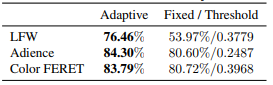 Adaptive Fixed / Threshold
LFW 76.46% 53.97%/0.3779
Adience 84.30% 80.60%/0.2487
Color FERET 83.79% 80.72%/0.3968